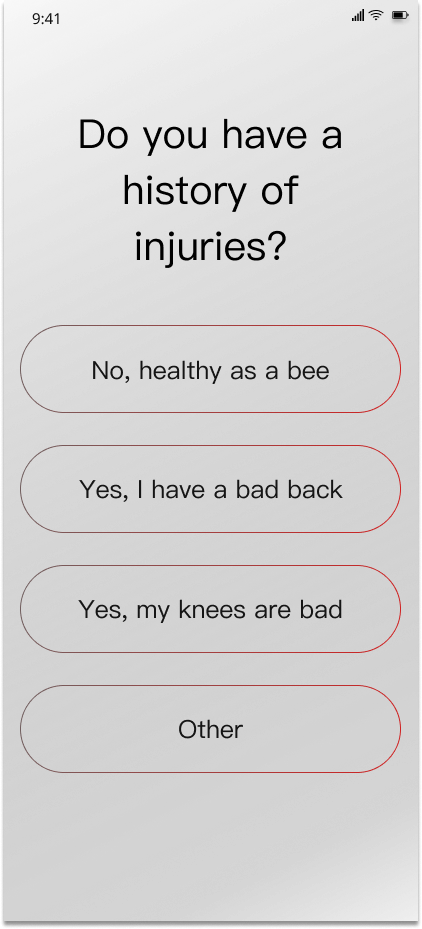 9:41
Do you have a
history of
injuries?
No, healthy as a bee
Yes, I have a bad back
Yes, my knees are bad
Other